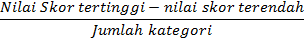 Nilai Skor tertinggi − nilai skor terendah
Jumlah kategori